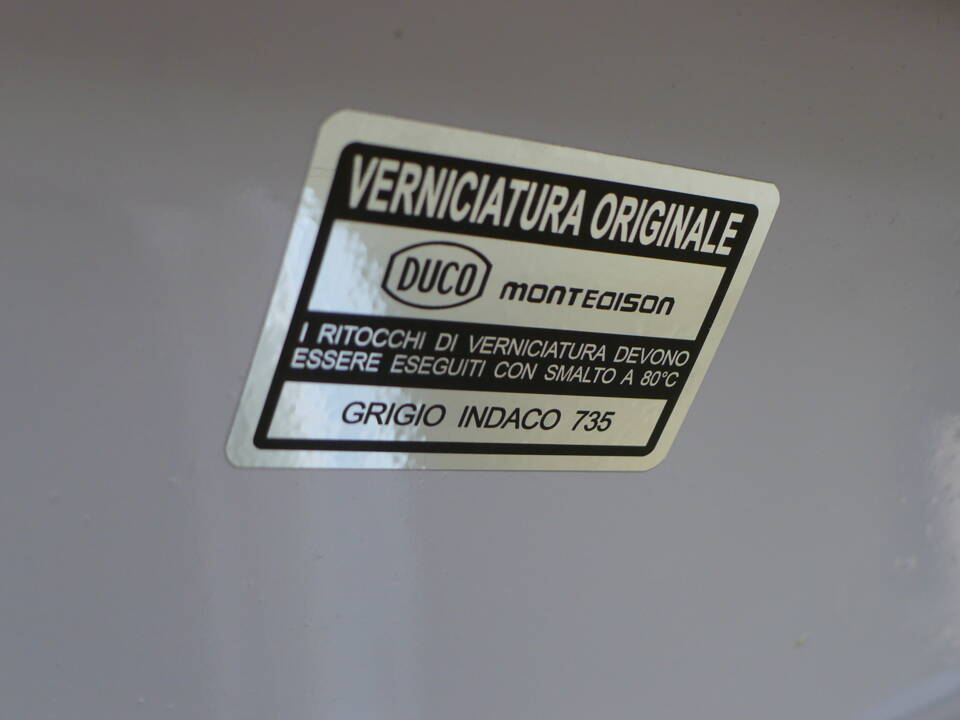 VERNICIATURA ORIGINALE
DUCO MONTEDISON
I RITOCCHI DI VERNICIATURA DEVONO
ESSERE ESEGUITI CON SMALTO A 80°C
GRIGIO INDACO 735